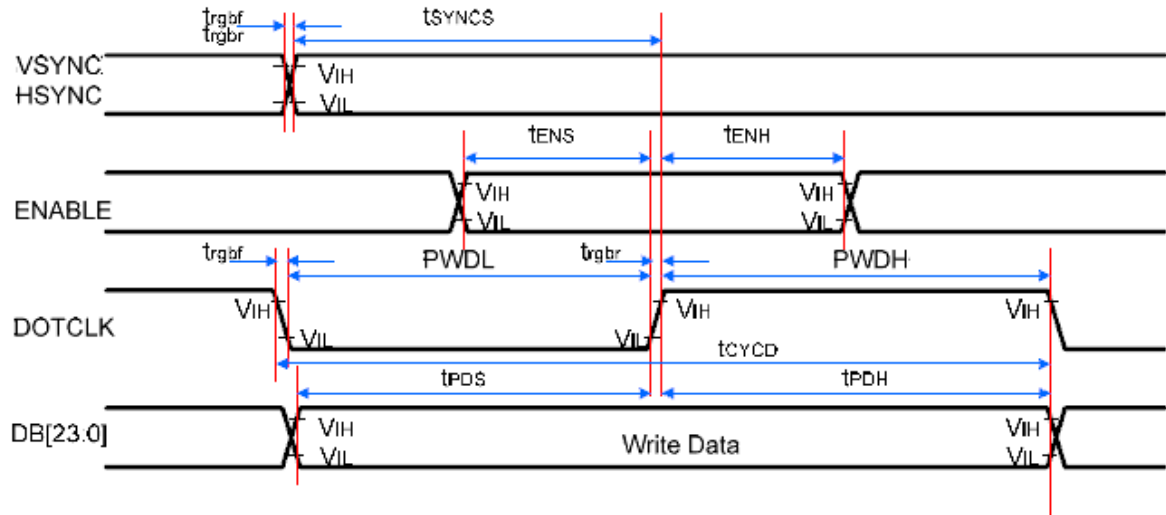 trgbf tSYNCS
trgbr
VSYNC VIH
HSYNC VIL
tENS tENH
ENABLE VIH VIH
VIL VIL
trgbf PWDL trgbr PWDH
DOTCLK VIH VIH VIH
VIL VIL
tCYCD
tPDS tPDH
DB[23.0] VIH Write Data VIH
VIL VIL